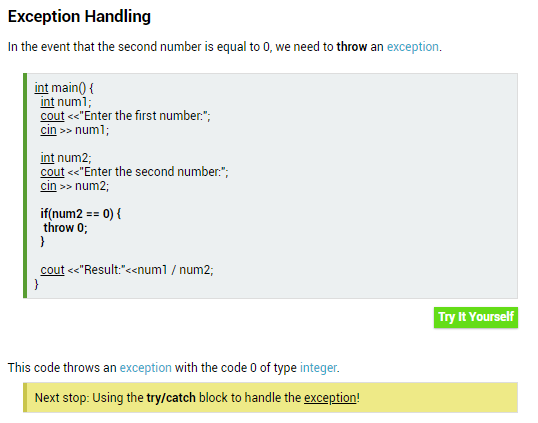 Exception Handling
In the event that the second number is equal to 0, we need to throw an exception.
int main() {
int num1;
cout <<"Enter the first number:";
cin >> num1;
int num2;
cout <<"Enter the second number:";
cin >> num2;
if(num2 == 0) {
throw 0;
}
cout <<"Result:"<<num1 / num2;
}
Try It Yourself
This code throws an exception with the code 0 of type integer.
Next stop: Using the try/catch block to handle the exception!